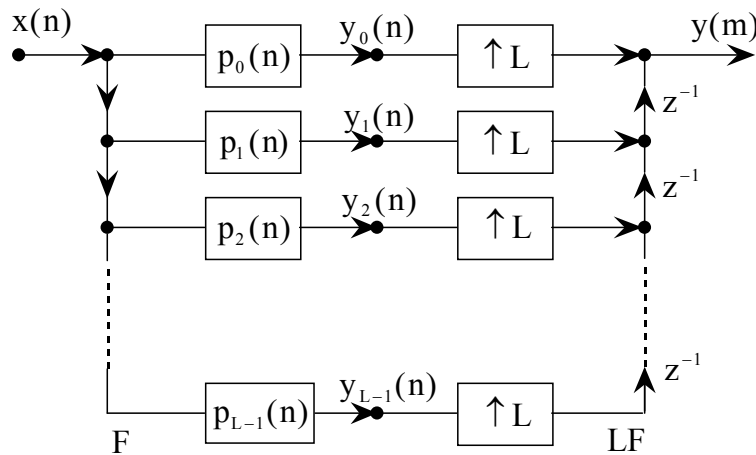 x(n) y₀(n) y(m)
p₀(n) ↑ L
z⁻¹
y₁(n)
p₁(n) ↑ L
z⁻¹
y₂(n)
p₂(n) ↑ L
z⁻¹
y_{L-1}(n)
p_{L-1}(n) ↑ L
F LF